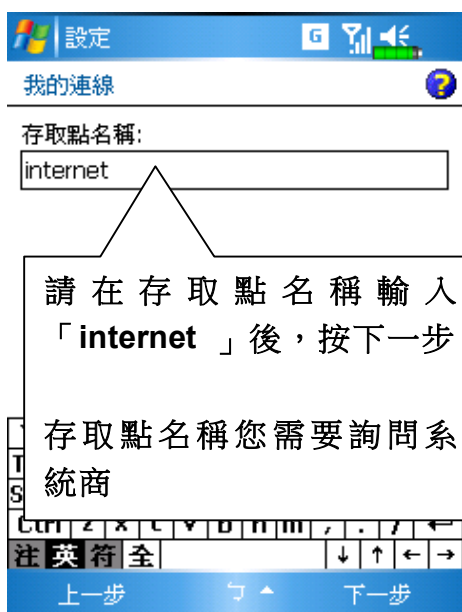 設定
G
我的連線
存取點名稱:
internet
請在存取點名稱輸入
「internet 」後，按下一步
存取點名稱您需要詢問系
統商
Ctrl z x c v b n m , . /
注 英 符 全 ↓ ↑ ← →
上一步 ㄅ 下一步